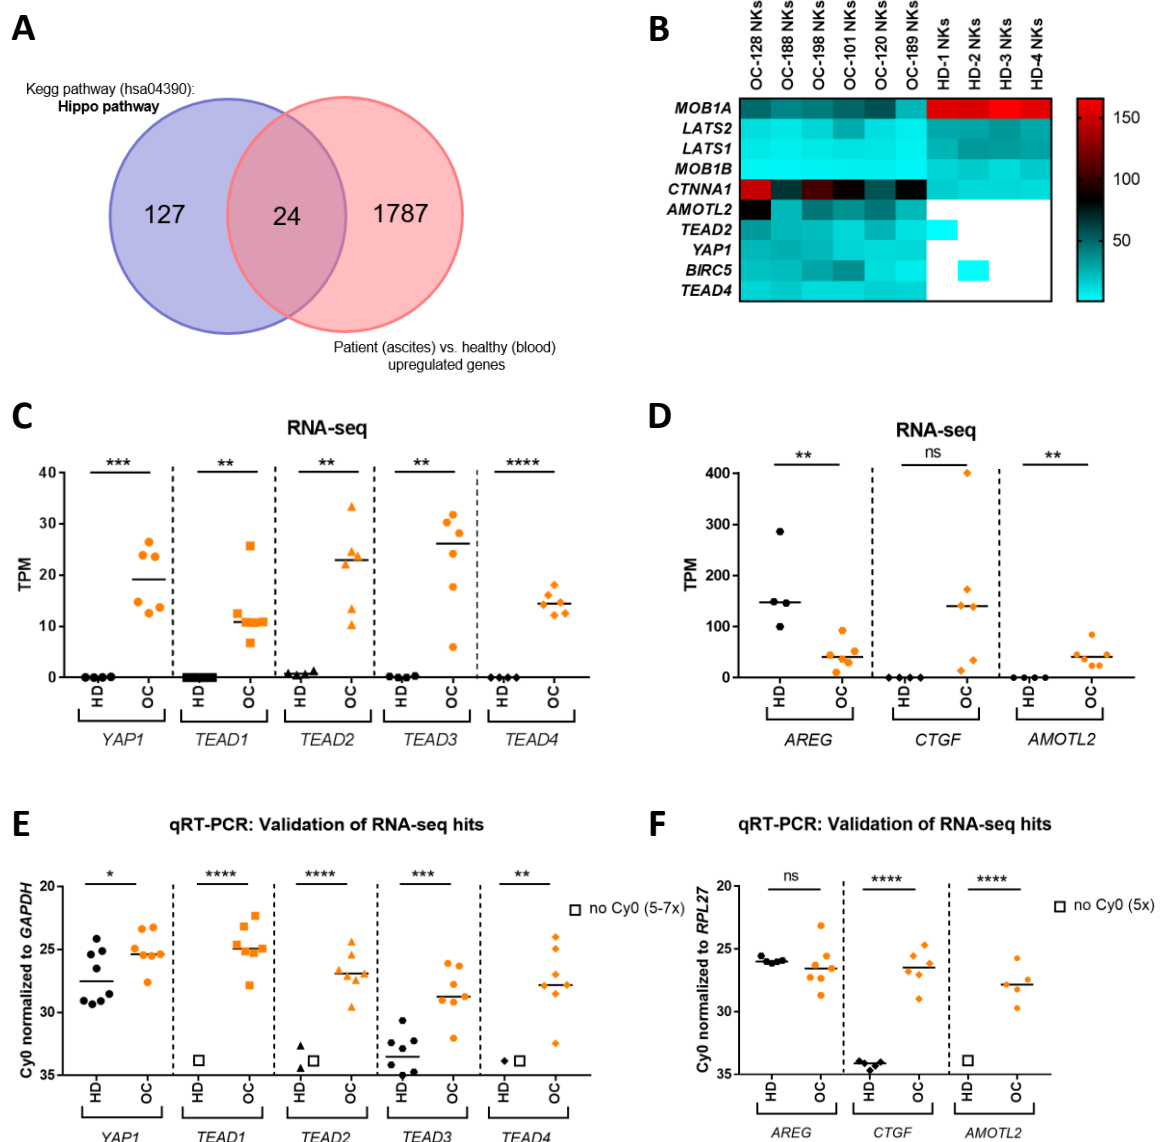 A
Kegg pathway (hsa04390):
Hippo pathway
127
24
1787
Patient (ascites) vs. healthy (blood)
upregulated genes
B
OC-128 NKs
OC-188 NKs
OC-198 NKs
OC-101 NKs
OC-120 NKs
OC-189 NKs
HD-1 NKs
HD-2 NKs
HD-3 NKs
HD-4 NKs
MOB1A
LATS2
LATS1
MOB1B
CTNNA1
AMOTL2
TEAD2
YAP1
BIRC5
TEAD4
150
100
50
C
RNA-seq
*** ** ** ** ****
TPM
40
30
20
10
0
HD OC HD OC HD OC HD OC HD OC
YAP1 TEAD1 TEAD2 TEAD3 TEAD4
D
RNA-seq
** ns **
TPM
400
300
200
100
0
HD OC HD OC HD OC
AREG CTGF AMOTL2
E
qRT-PCR: Validation of RNA-seq hits
* **** **** *** **
Cy0 normalized to GAPDH
20
25
30
35
no Cy0 (5-7x)
HD OC HD OC HD OC HD OC HD OC
YAP1 TEAD1 TEAD2 TEAD3 TEAD4
F
qRT-PCR: Validation of RNA-seq hits
ns **** ****
Cy0 normalized to RPL27
20
25
30
35
no Cy0 (5x)
HD OC HD OC HD OC
AREG CTGF AMOTL2